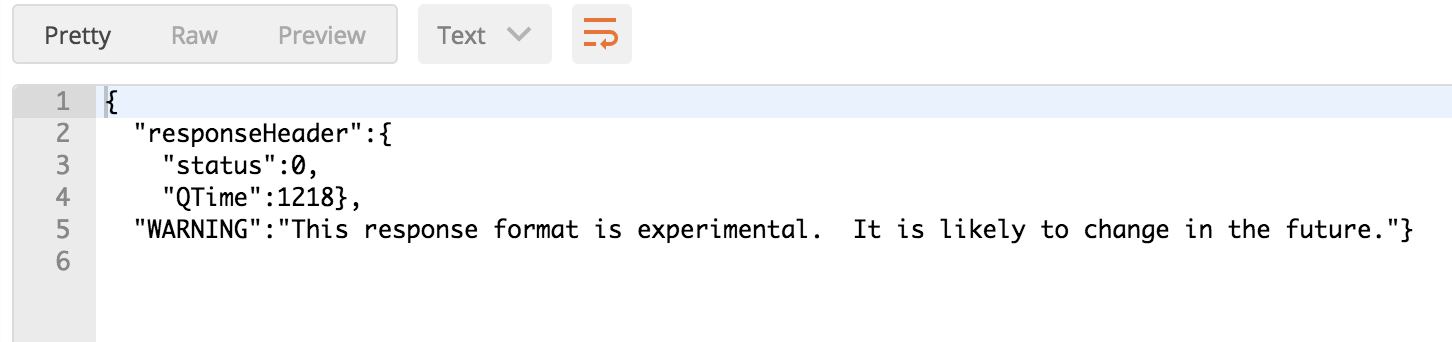 Pretty Raw Preview Text
1 {
2   "responseHeader":{
3     "status":0,
4     "QTime":1218},
5   "WARNING":"This response format is experimental.  It is likely to change in the future."}
6